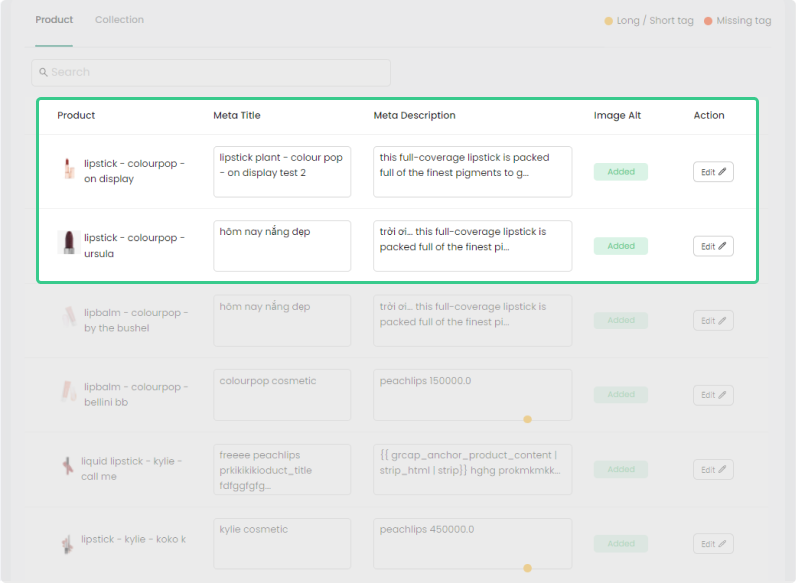 Product Collection Long / Short tag Missing tag
Search
Product Meta Title Meta Description Image Alt Action
lipstick - colourpop -
on display
lipstick plant - colour pop
- on display test 2
this full-coverage lipstick is packed
full of the finest pigments to g...
Added
Edit
lipstick - colourpop -
ursula
hôm nay nắng đẹp
trời ơi... this full-coverage lipstick is
packed full of the finest pi...
Added
Edit
lipbalm - colourpop -
by the bushel
hôm nay nắng đẹp
trời ơi... this full-coverage lipstick is
packed full of the finest pi...
Added
Edit
lipbalm - colourpop -
bellini bb
colourpop cosmetic
peachlips 150000.0
Added
Edit
liquid lipstick - kylie -
call me
freeee peachlips
prkikikikioduct_title
fdfggfgfg...
{{ grcap_anchor_product_content |
strip_html | strip}} hghg prokmkmkk...
Added
Edit
lipstick - kylie - koko k
kylie cosmetic
peachlips 450000.0
Added
Edit